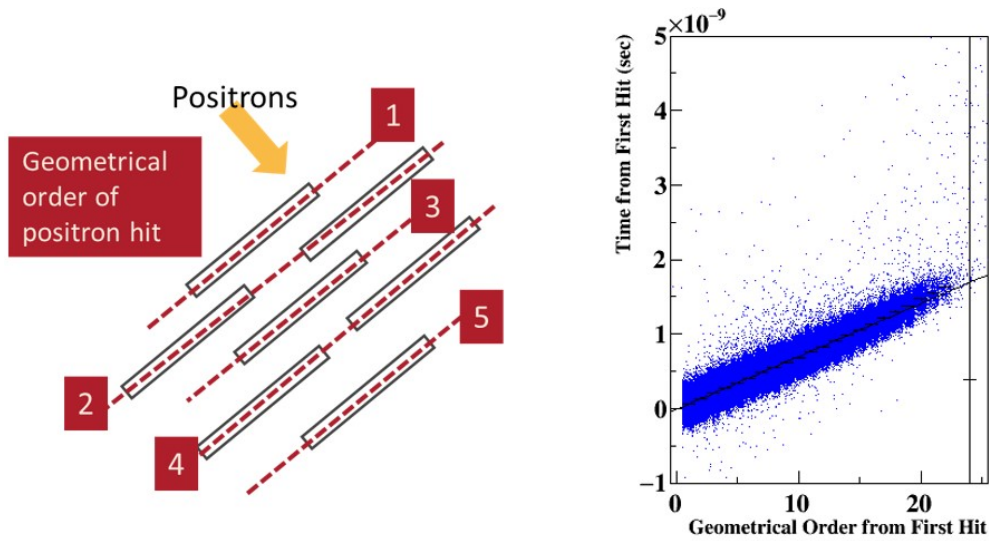 Positrons
Geometrical
order of
positron hit
1
2
3
4
5
5×10⁻⁹
4
3
2
1
0
−1
Time from First Hit (sec)
0
10
20
Geometrical Order from First Hit